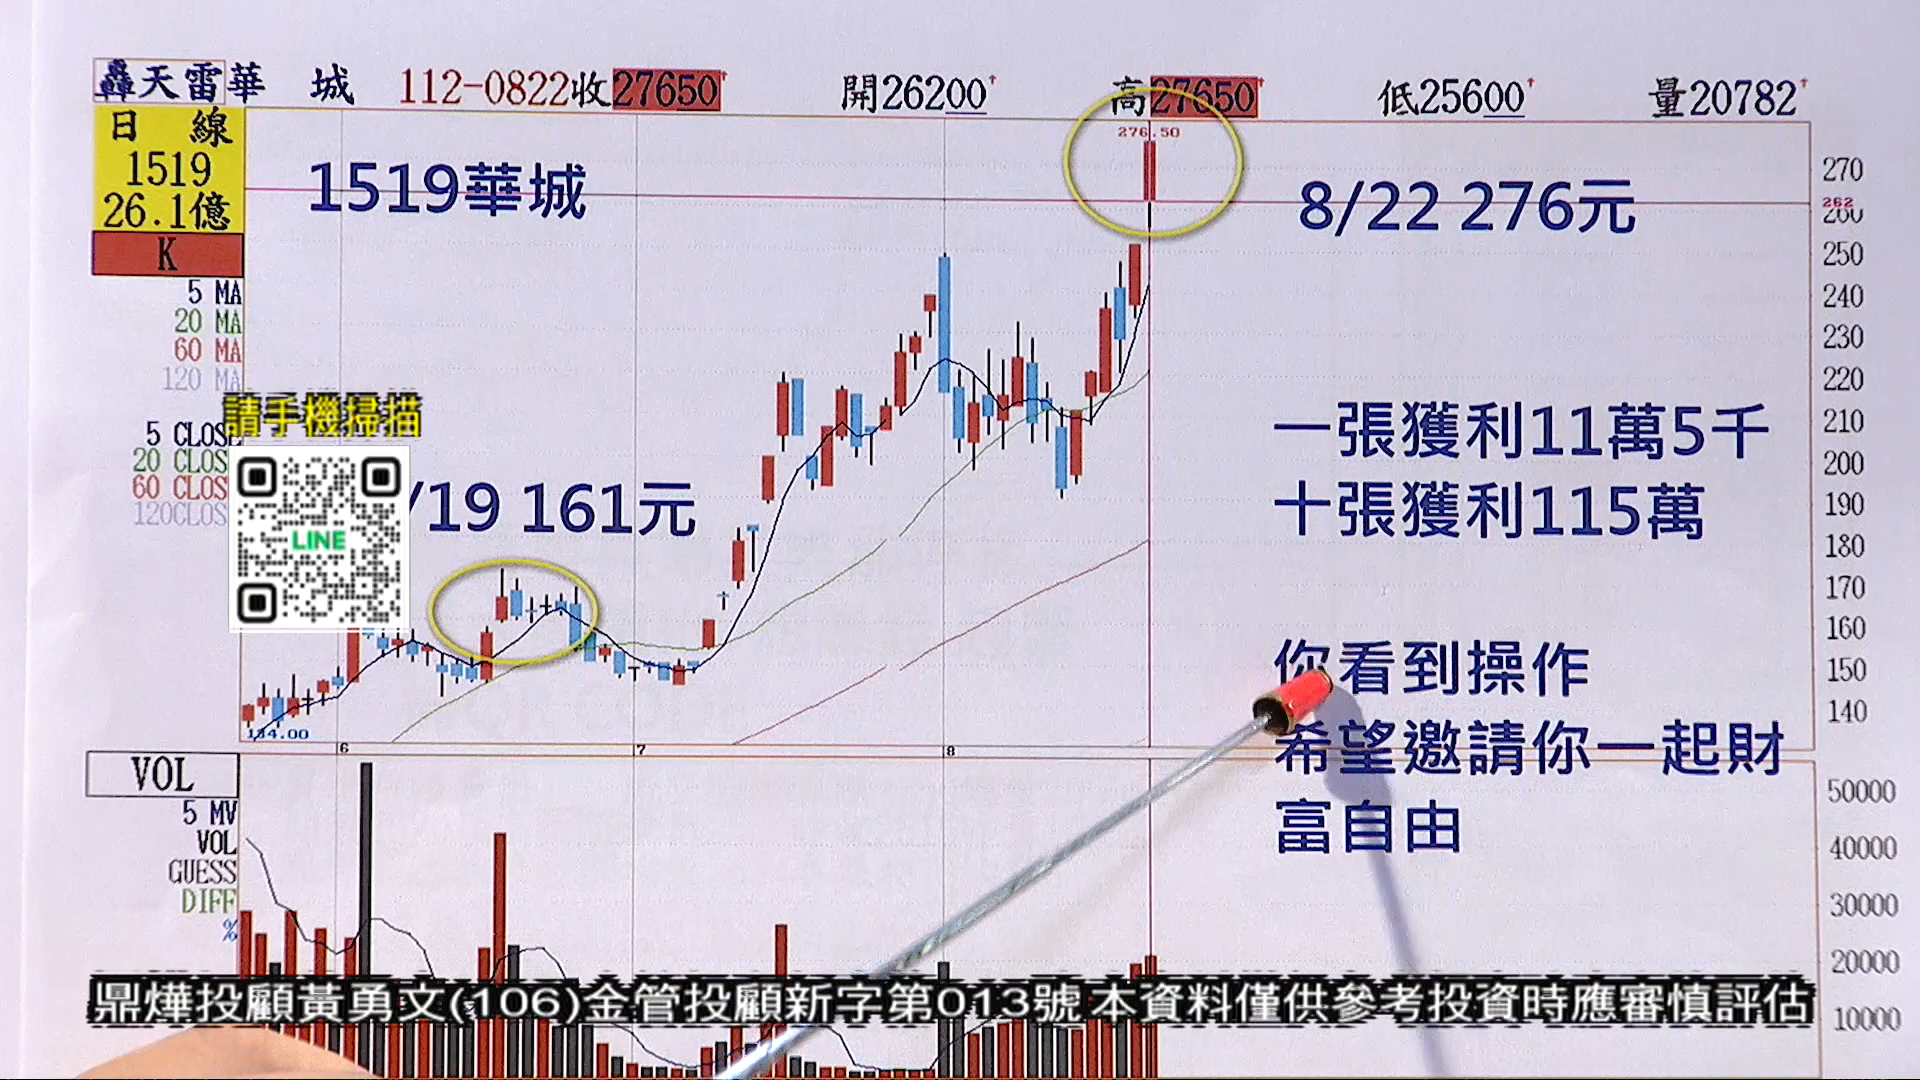 轟天雷華 城 112-0822收27650↑ 開26200↑ 高27650↑ 低25600↑ 量20782↑
日 線
1519
26.1億
K
5 MA
20 MA
60 MA
120 MA
5 CLOSE
20 CLOS
60 CLOS
120CLOS
請手機掃描
LINE
1519華城
/19 161元
276.50
8/22 276元
一張獲利11萬5千
十張獲利115萬
你看到操作
希望邀請你一起財
富自由
270
262
260
250
240
230
220
210
200
190
180
170
160
150
140
134.00
6 7 8
VOL
5 MV
VOL
GUESS
DIFF
%
50000
40000
30000
20000
10000
鼎燁投顧黃勇文(106)金管投顧新字第013號 本資料僅供參考投資時應審慎評估